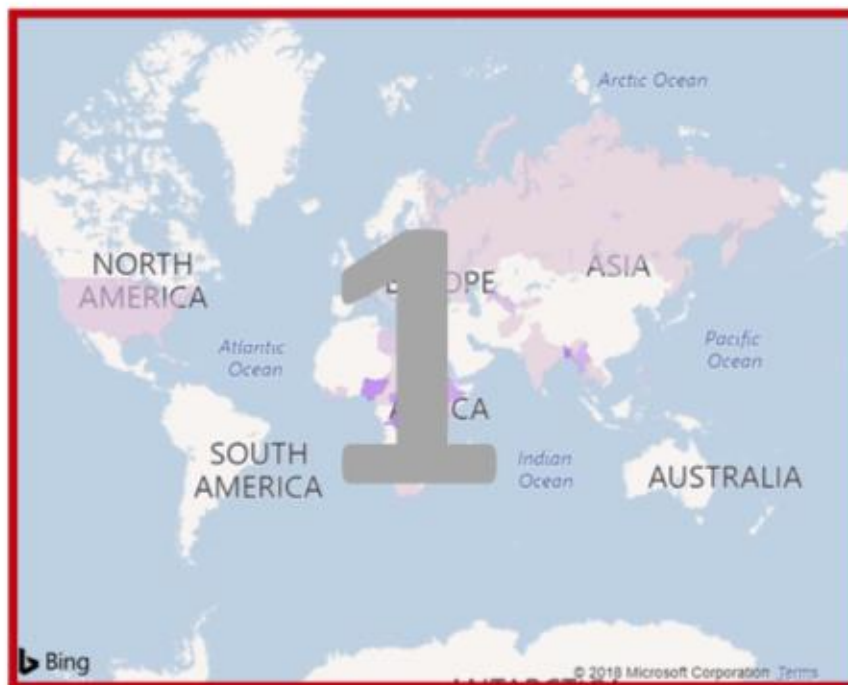 Arctic Ocean
NORTH
AMERICA
ASIA
Atlantic
Ocean
Pacific
Ocean
1
SOUTH
AMERICA
Indian
Ocean
AUSTRALIA
Bing
© 2018 Microsoft Corporation Terms